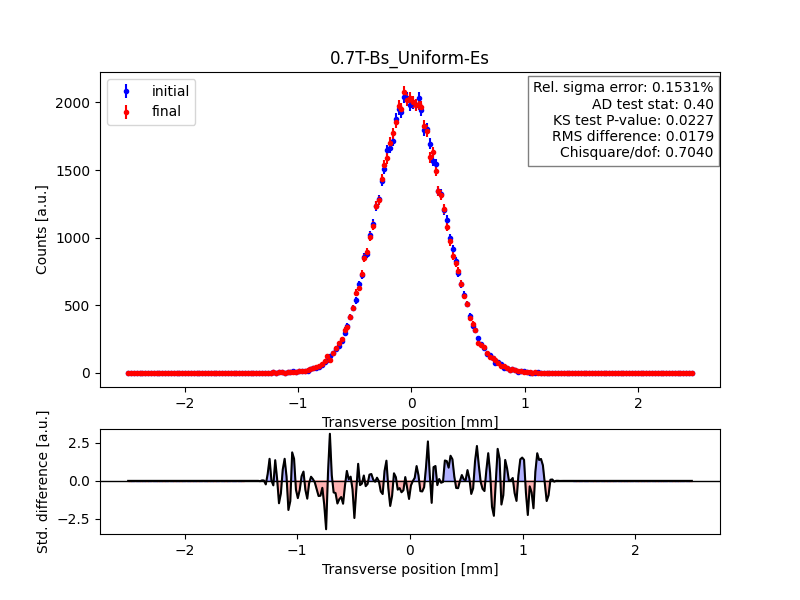 0.7T-Bs_Uniform-Es
initial
final
Rel. sigma error: 0.1531%
AD test stat: 0.40
KS test P-value: 0.0227
RMS difference: 0.0179
Chisquare/dof: 0.7040
Counts [a.u.]
2000
1500
1000
500
0
−2 −1 0 1 2
Transverse position [mm]
Std. difference [a.u.]
2.5
0.0
−2.5
−2 −1 0 1 2
Transverse position [mm]